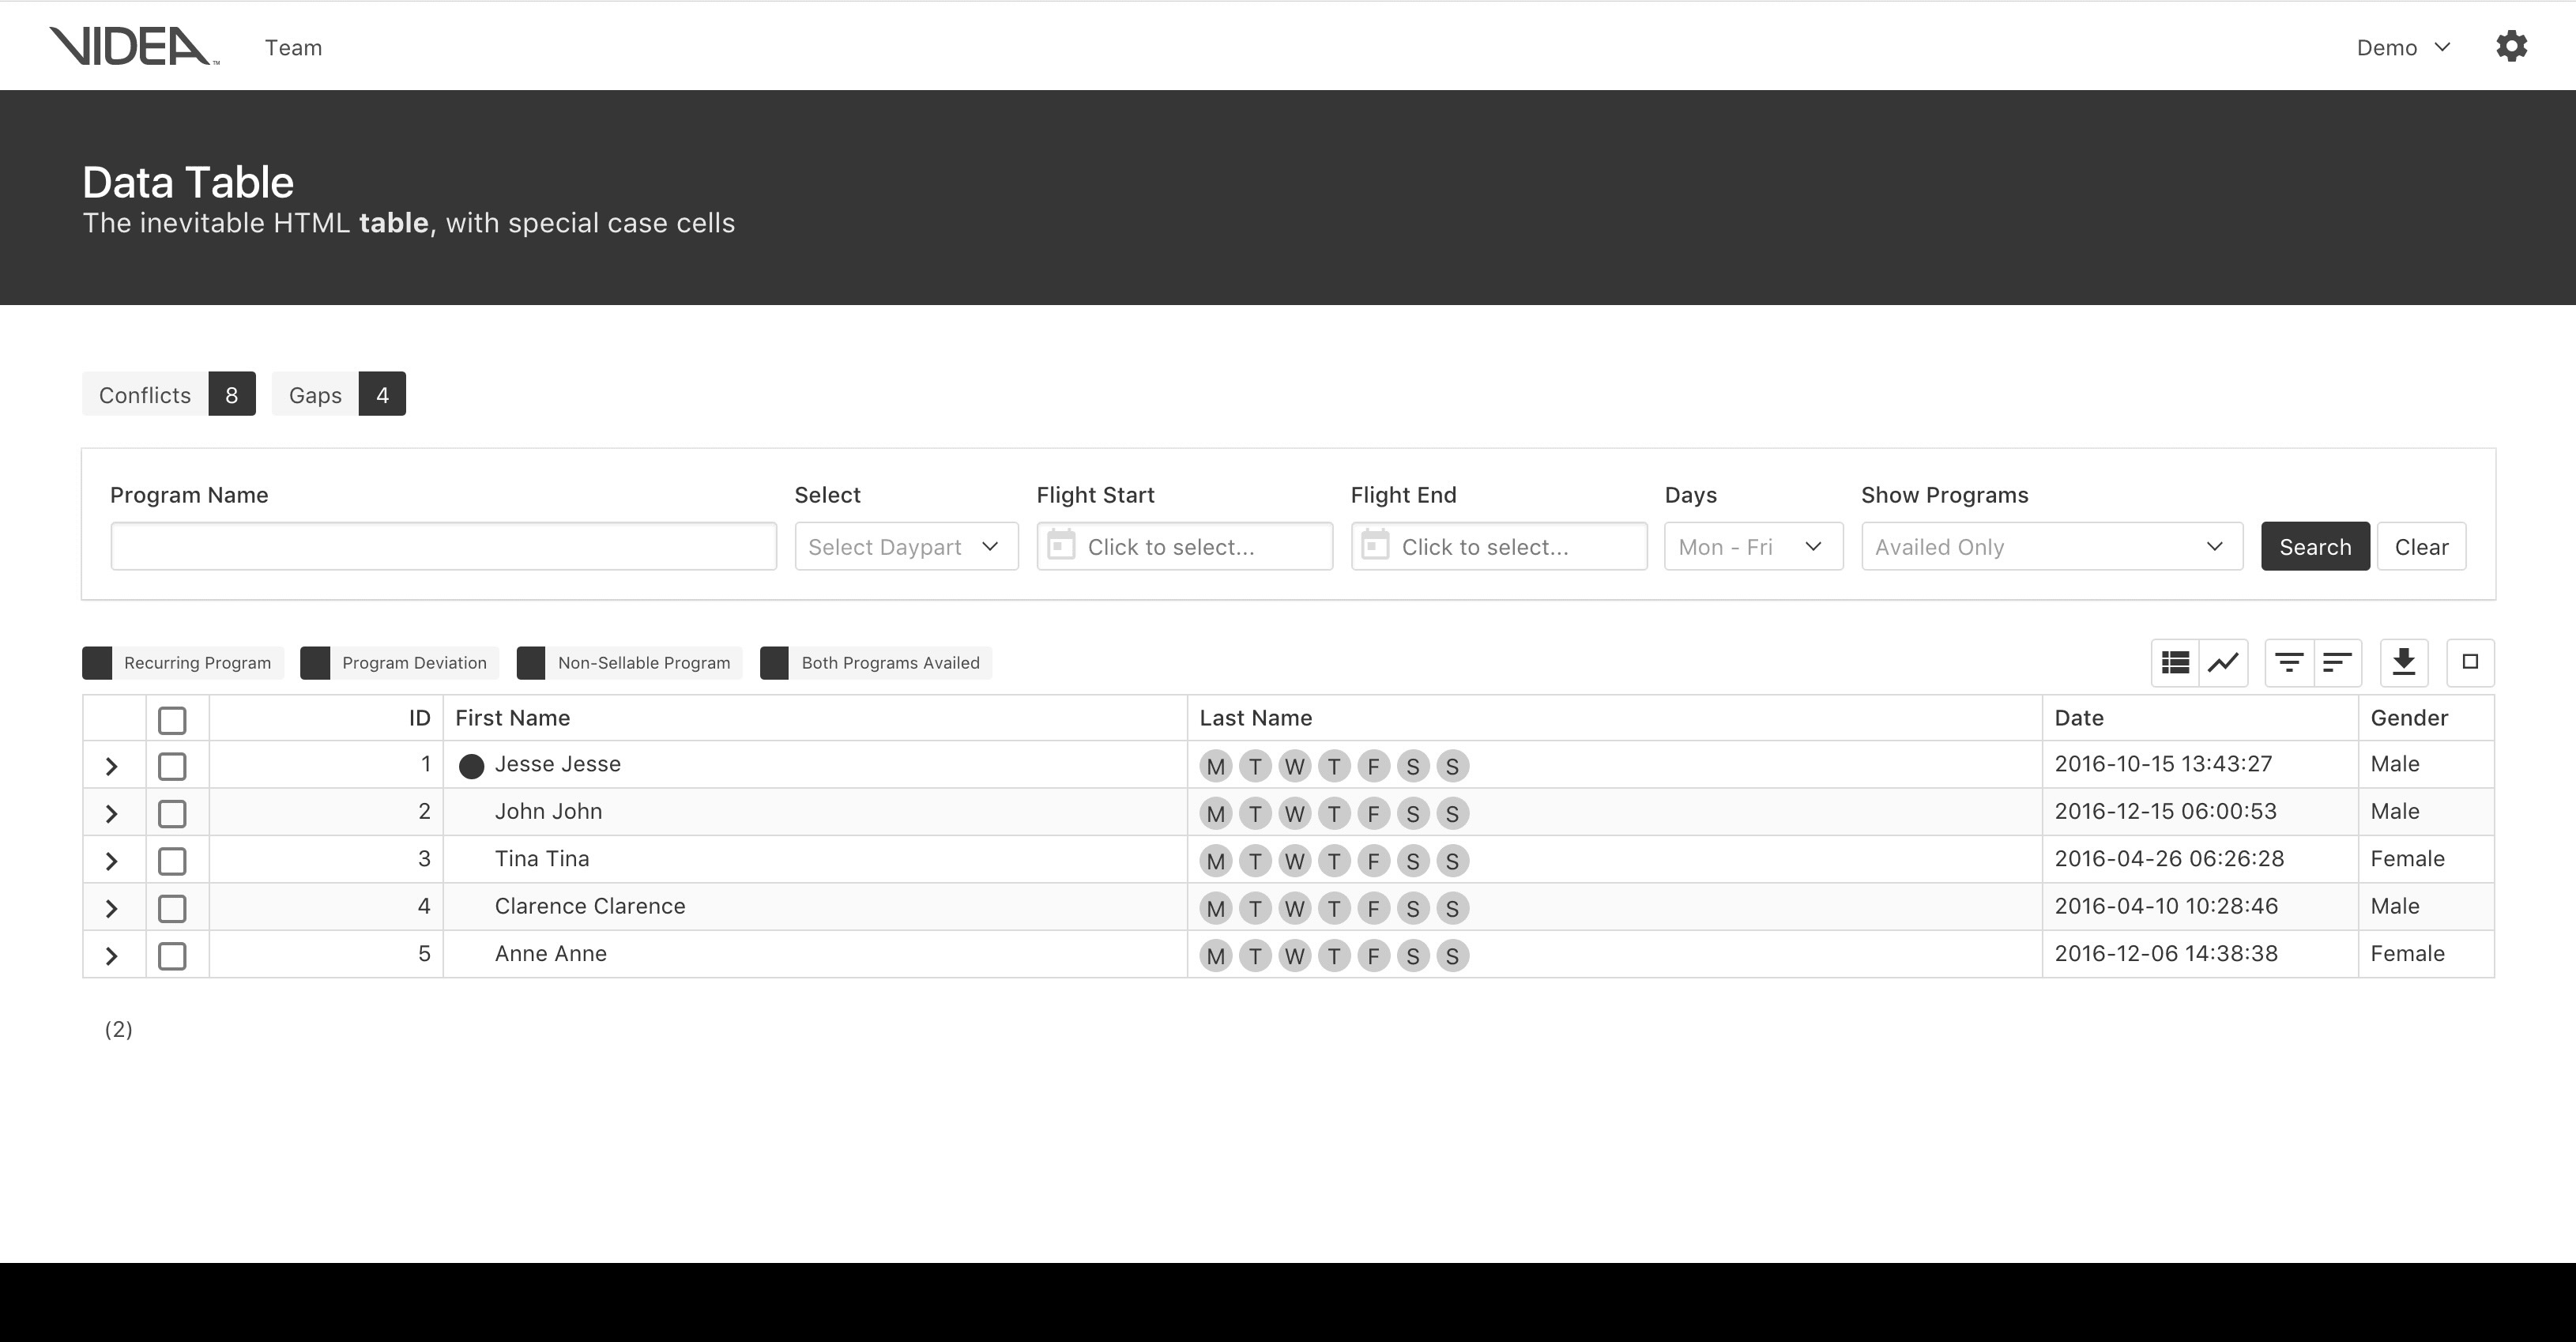 VIDEA™ Team Demo
Data Table
The inevitable HTML table, with special case cells
Conflicts 8 Gaps 4
Program Name Select Flight Start Flight End Days Show Programs
Select Daypart Click to select... Click to select... Mon - Fri Availed Only Search Clear
Recurring Program Program Deviation Non-Sellable Program Both Programs Availed
ID First Name Last Name Date Gender
1 Jesse Jesse M T W T F S S 2016-10-15 13:43:27 Male
2 John John M T W T F S S 2016-12-15 06:00:53 Male
3 Tina Tina M T W T F S S 2016-04-26 06:26:28 Female
4 Clarence Clarence M T W T F S S 2016-04-10 10:28:46 Male
5 Anne Anne M T W T F S S 2016-12-06 14:38:38 Female
(2)